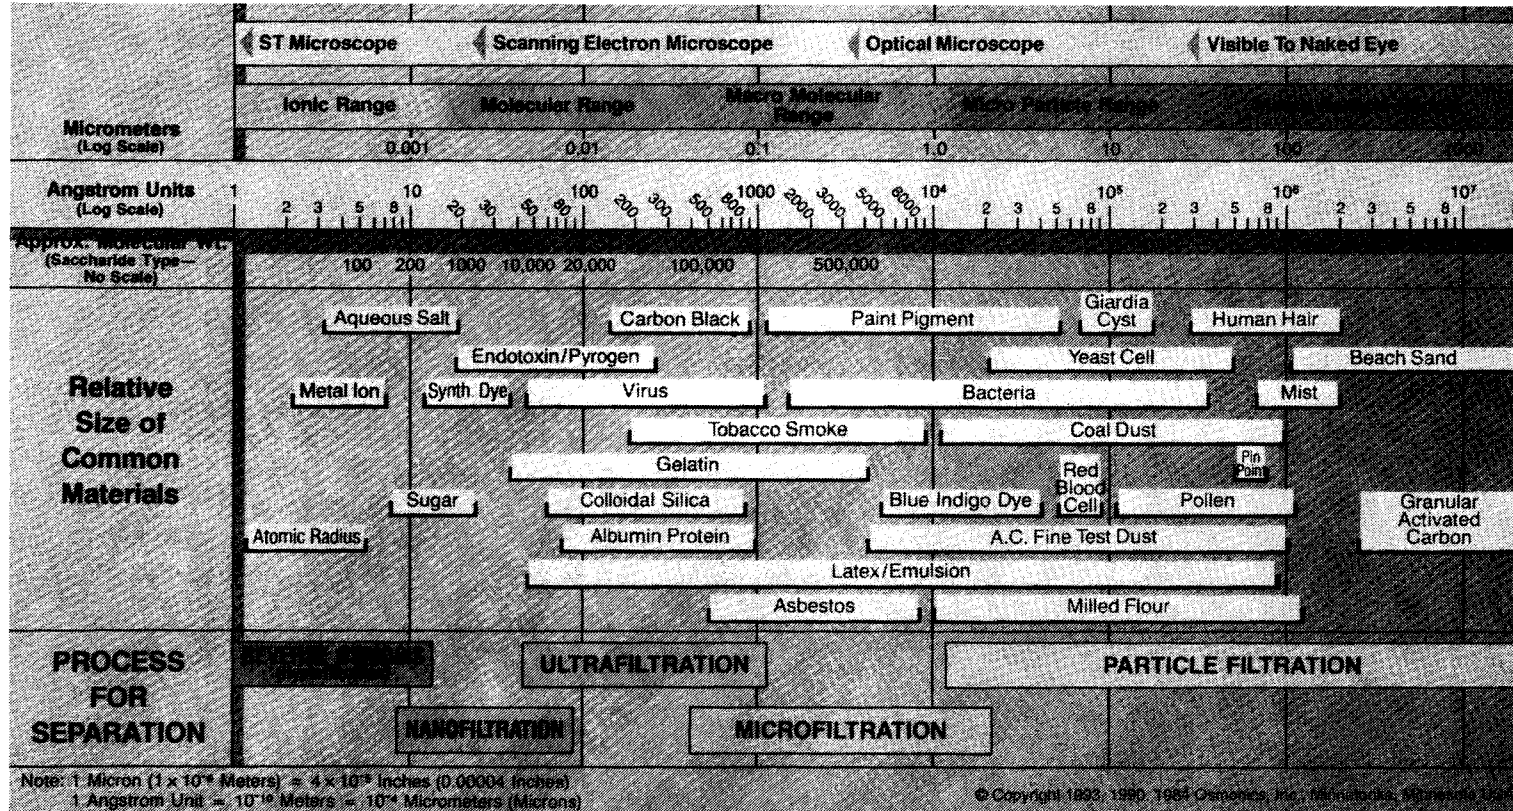 ST Microscope
Scanning Electron Microscope
Optical Microscope
Visible To Naked Eye
Ionic Range
Molecular Range
Macro Molecular
Range
Micro Particle Range
Micrometers
(Log Scale)
0.001 0.01 0.1 1.0 10 100 1000
Angstrom Units
(Log Scale)
1 10 100 1000 10⁴ 10⁵ 10⁶ 10⁷
2 3 5 8 20 30 50 80 200 300 500 800 2000 3000 5000 6000 2 3 5 8 2 3 5 8 2 3 5 8
Approx. Molecular Wt.
(Saccharide Type—
No Scale)
100 200 1000 10,000 20,000 100,000 500,000
Relative
Size of
Common
Materials
Aqueous Salt
Carbon Black
Paint Pigment
Giardia
Cyst
Human Hair
Endotoxin/Pyrogen
Yeast Cell
Beach Sand
Metal Ion
Synth. Dye
Virus
Bacteria
Mist
Tobacco Smoke
Coal Dust
Gelatin
Pin
Point
Red
Blood
Cell
Sugar
Colloidal Silica
Blue Indigo Dye
Pollen
Granular
Activated
Carbon
Atomic Radius
Albumin Protein
A.C. Fine Test Dust
Latex/Emulsion
Asbestos
Milled Flour
PROCESS
FOR
SEPARATION
ULTRAFILTRATION
PARTICLE FILTRATION
NANOFILTRATION
MICROFILTRATION
Note: 1 Micron (1 x 10⁻⁶ Meters) = 4 x 10⁻⁵ Inches (0.00004 Inches)
1 Angstrom Unit = 10⁻¹⁰ Meters = 10⁻⁴ Micrometers (Microns)
© Copyright 1993, 1990, 1984 Osmonics, Inc., Minnetonka, Minnesota